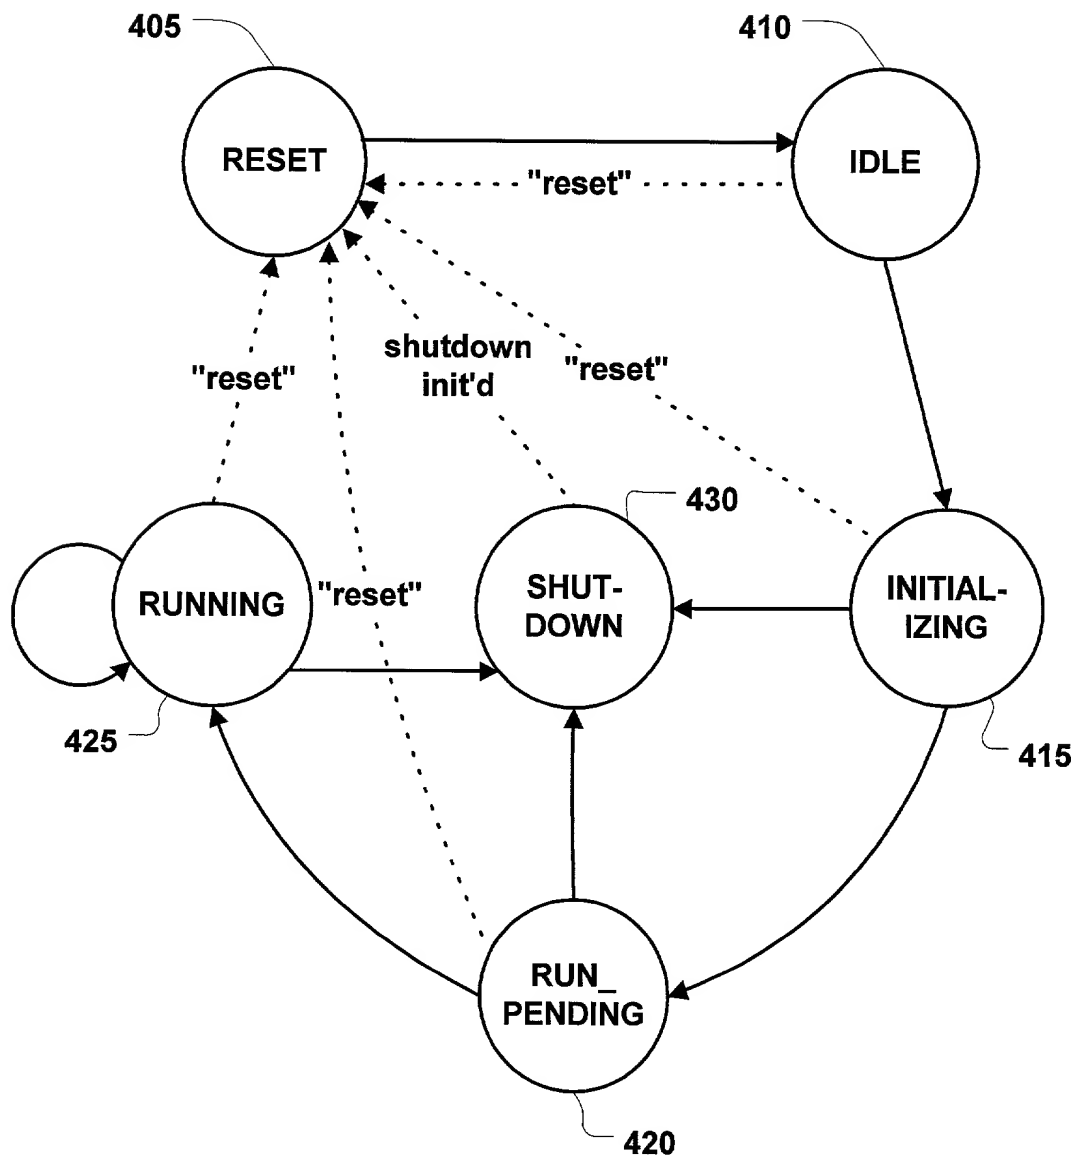 405
410
RESET
IDLE
"reset"
shutdown
init'd
"reset"
"reset"
430
RUNNING
"reset"
SHUT-
DOWN
INITIAL-
IZING
425
415
RUN_
PENDING
420